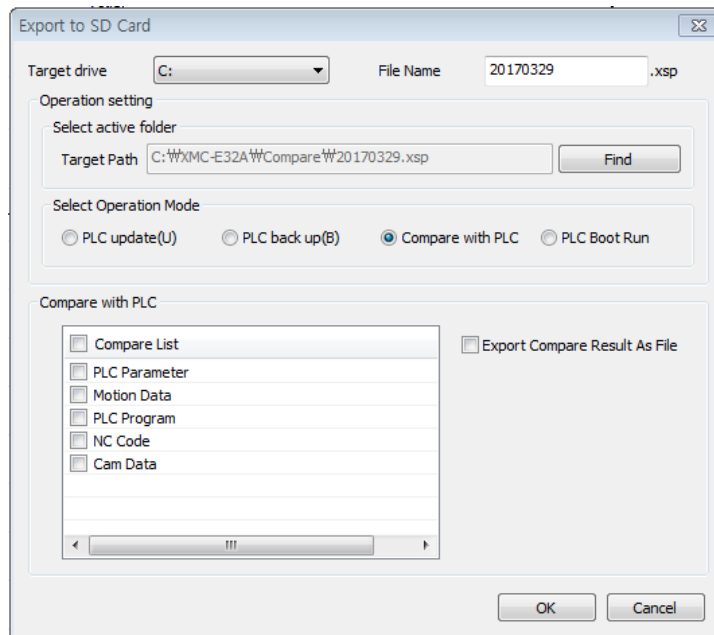 Export to SD Card
Target drive C: File Name 20170329 .xsp
Operation setting
Select active folder
Target Path C:₩XMC-E32A₩Compare₩20170329.xsp Find
Select Operation Mode
PLC update(U) PLC back up(B) Compare with PLC PLC Boot Run
Compare with PLC
Compare List
Export Compare Result As File
PLC Parameter
Motion Data
PLC Program
NC Code
Cam Data
OK Cancel